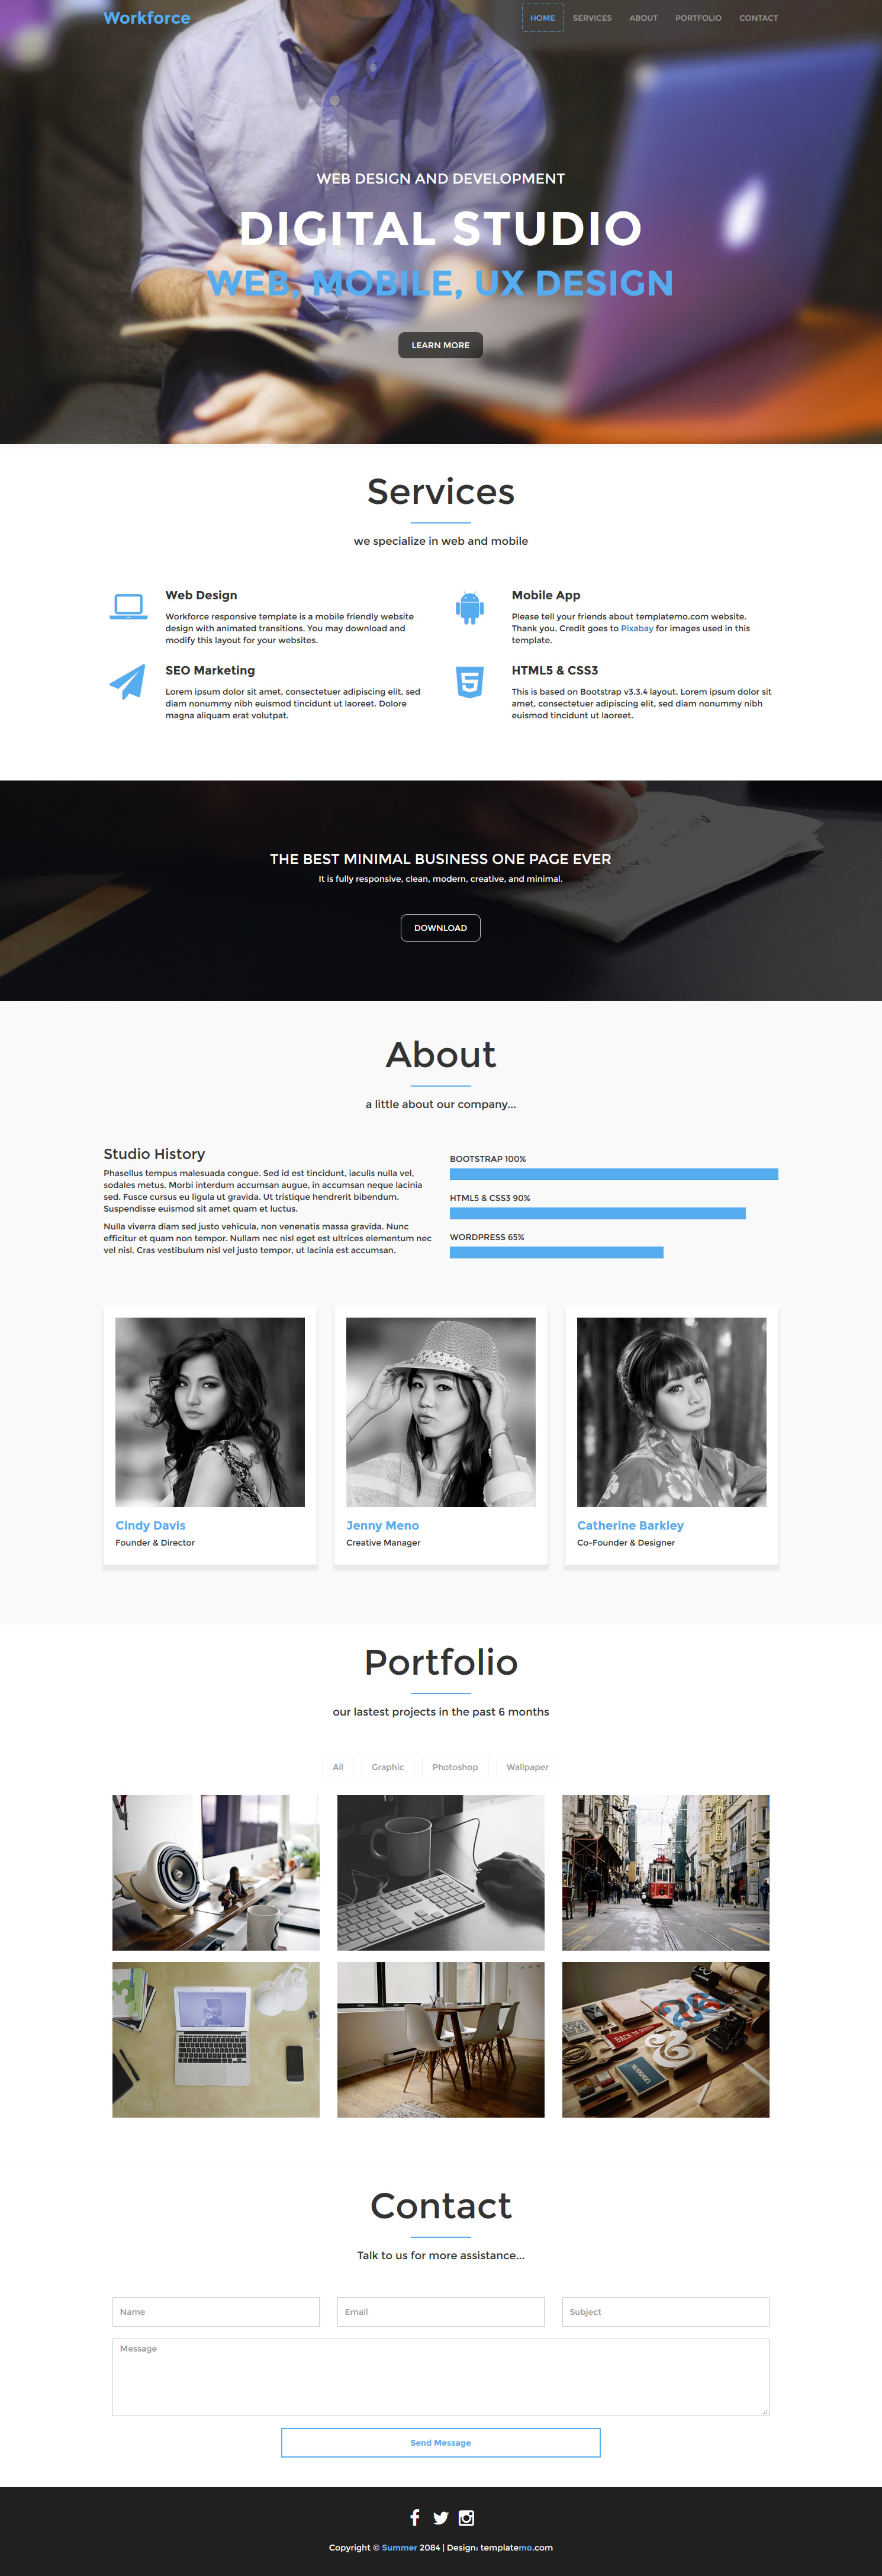 Workforce
HOME SERVICES ABOUT PORTFOLIO CONTACT
WEB DESIGN AND DEVELOPMENT
DIGITAL STUDIO
WEB, MOBILE, UX DESIGN
LEARN MORE
Services
we specialize in web and mobile
Web Design
Workforce responsive template is a mobile friendly website
design with animated transitions. You may download and
modify this layout for your websites.
Mobile App
Please tell your friends about templatemo.com website.
Thank you. Credit goes to Pixabay for images used in this
template.
SEO Marketing
Lorem ipsum dolor sit amet, consectetuer adipiscing elit, sed
diam nonummy nibh euismod tincidunt ut laoreet. Dolore
magna aliquam erat volutpat.
HTML5 & CSS3
This is based on Bootstrap v3.3.4 layout. Lorem ipsum dolor sit
amet, consectetuer adipiscing elit, sed diam nonummy nibh
euismod tincidunt ut laoreet.
THE BEST MINIMAL BUSINESS ONE PAGE EVER
It is fully responsive, clean, modern, creative, and minimal.
DOWNLOAD
About
a little about our company...
Studio History
Phasellus tempus malesuada congue. Sed id est tincidunt, iaculis nulla vel,
sodales metus. Morbi interdum accumsan augue, in accumsan neque lacinia
sed. Fusce cursus eu ligula ut gravida. Ut tristique hendrerit bibendum.
Suspendisse euismod sit amet quam et luctus.
Nulla viverra diam sed justo vehicula, non venenatis massa gravida. Nunc
efficitur et quam non tempor. Nullam nec nisl eget est ultrices elementum nec
vel nisl. Cras vestibulum nisl vel justo tempor, ut lacinia est accumsan.
BOOTSTRAP 100%
HTML5 & CSS3 90%
WORDPRESS 65%
Cindy Davis
Founder & Director
Jenny Meno
Creative Manager
Catherine Barkley
Co-Founder & Designer
Portfolio
our lastest projects in the past 6 months
All Graphic Photoshop Wallpaper
BACK TO WORK
Contact
Talk to us for more assistance...
Name Email Subject
Message
Send Message
Copyright © Summer 2084 | Design: templatemo.com